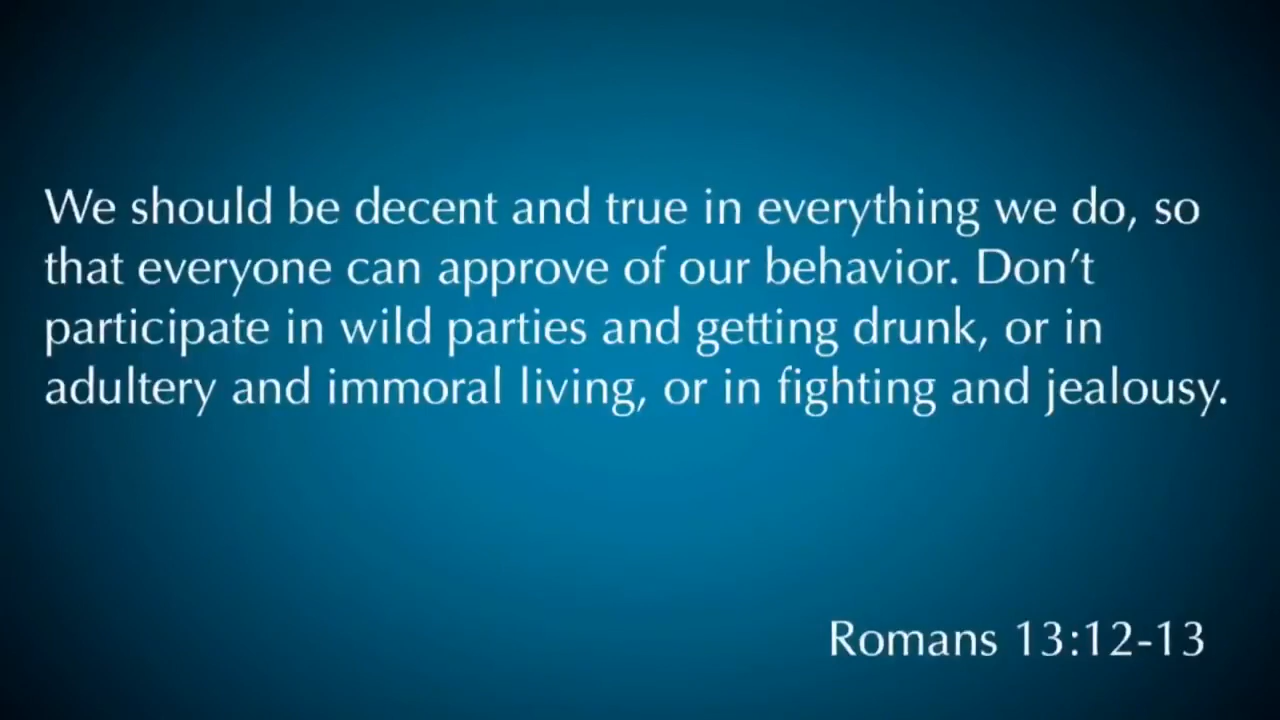 We should be decent and true in everything we do, so
that everyone can approve of our behavior. Don’t
participate in wild parties and getting drunk, or in
adultery and immoral living, or in fighting and jealousy.
Romans 13:12-13